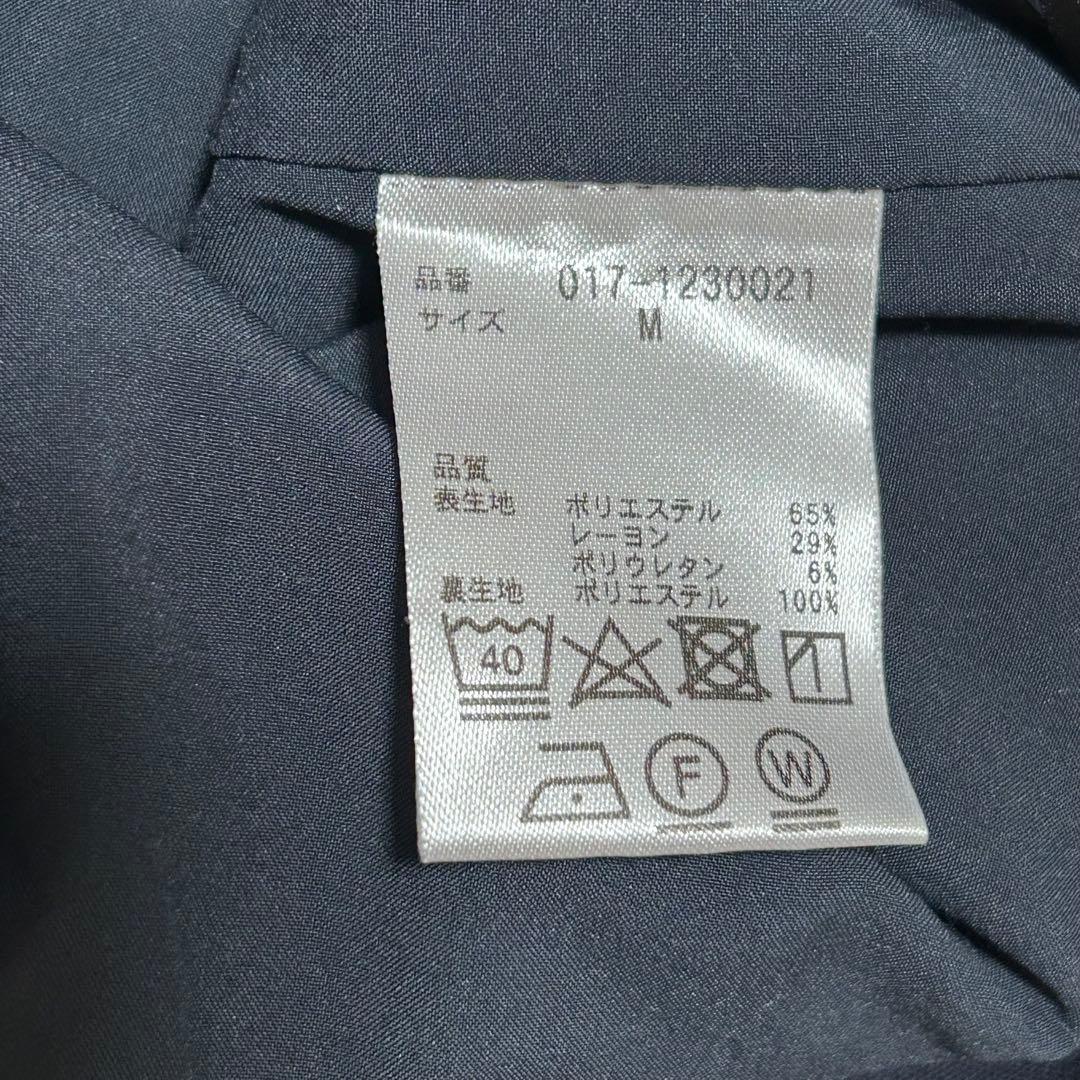 品番 017-1230021
サイズ M
品質
表生地 ポリエステル 65%
レーヨン 29%
ポリウレタン 6%
裏生地 ポリエステル 100%
40
F
W